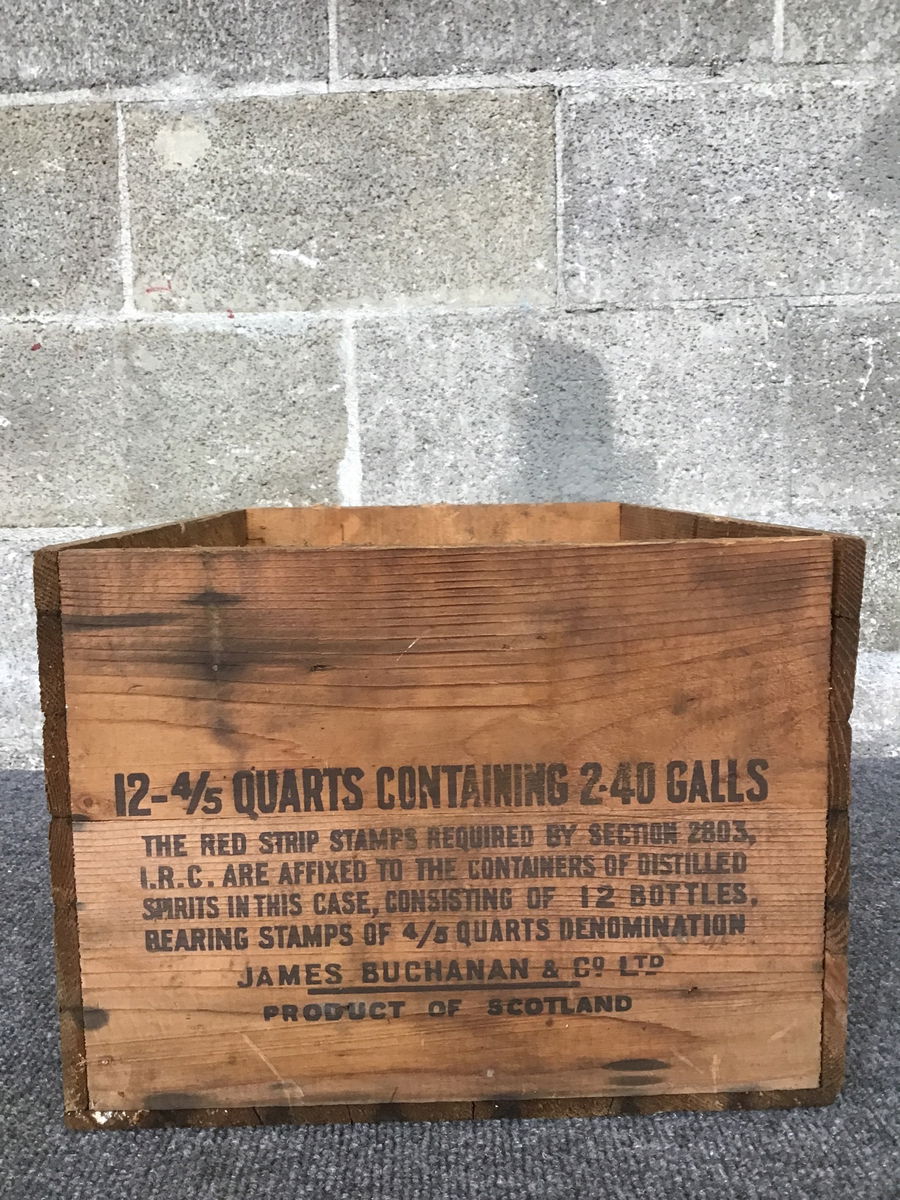 12-4/5 QUARTS CONTAINING 2·40 GALLS
THE RED STRIP STAMPS REQUIRED BY SECTION 2803,
I.R.C. ARE AFFIXED TO THE CONTAINERS OF DISTILLED
SPIRITS IN THIS CASE, CONSISTING OF 12 BOTTLES,
BEARING STAMPS OF 4/5 QUARTS DENOMINATION
JAMES BUCHANAN & Cº LTD
PRODUCT OF SCOTLAND